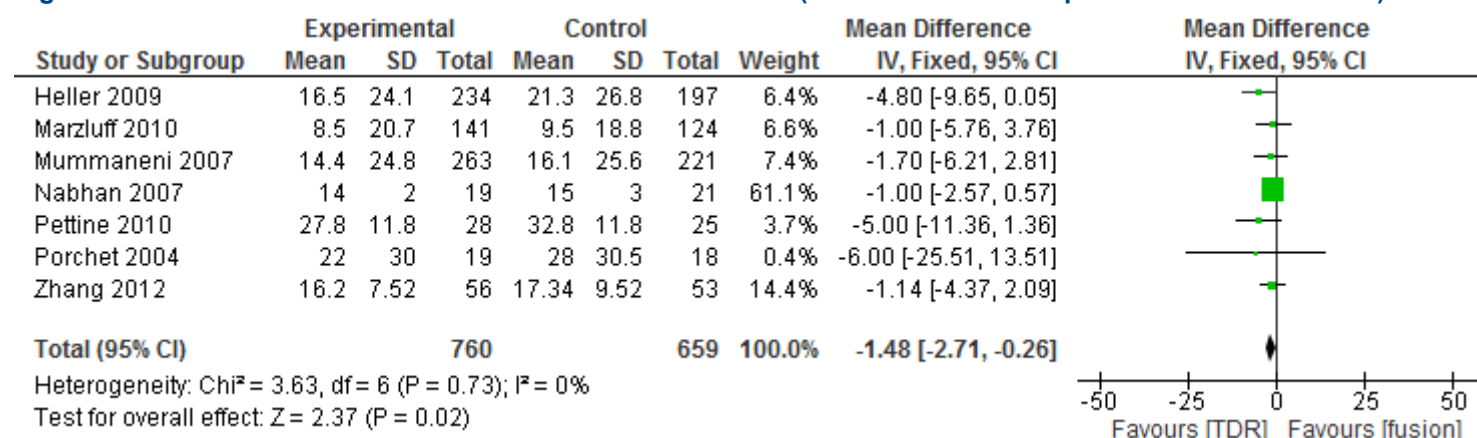 Experimental Control Mean Difference Mean Difference
Study or Subgroup Mean SD Total Mean SD Total Weight IV, Fixed, 95% CI IV, Fixed, 95% CI
Heller 2009 16.5 24.1 234 21.3 26.8 197 6.4% -4.80 [-9.65, 0.05]
Marzluff 2010 8.5 20.7 141 9.5 18.8 124 6.6% -1.00 [-5.76, 3.76]
Mummaneni 2007 14.4 24.8 263 16.1 25.6 221 7.4% -1.70 [-6.21, 2.81]
Nabhan 2007 14 2 19 15 3 21 61.1% -1.00 [-2.57, 0.57]
Pettine 2010 27.8 11.8 28 32.8 11.8 25 3.7% -5.00 [-11.36, 1.36]
Porchet 2004 22 30 19 28 30.5 18 0.4% -6.00 [-25.51, 13.51]
Zhang 2012 16.2 7.52 56 17.34 9.52 53 14.4% -1.14 [-4.37, 2.09]
Total (95% CI) 760 659 100.0% -1.48 [-2.71, -0.26]
Heterogeneity: Chi² = 3.63, df = 6 (P = 0.73); I² = 0%
Test for overall effect: Z = 2.37 (P = 0.02)
-50 -25 0 25 50
Favours [TDR] Favours [fusion]